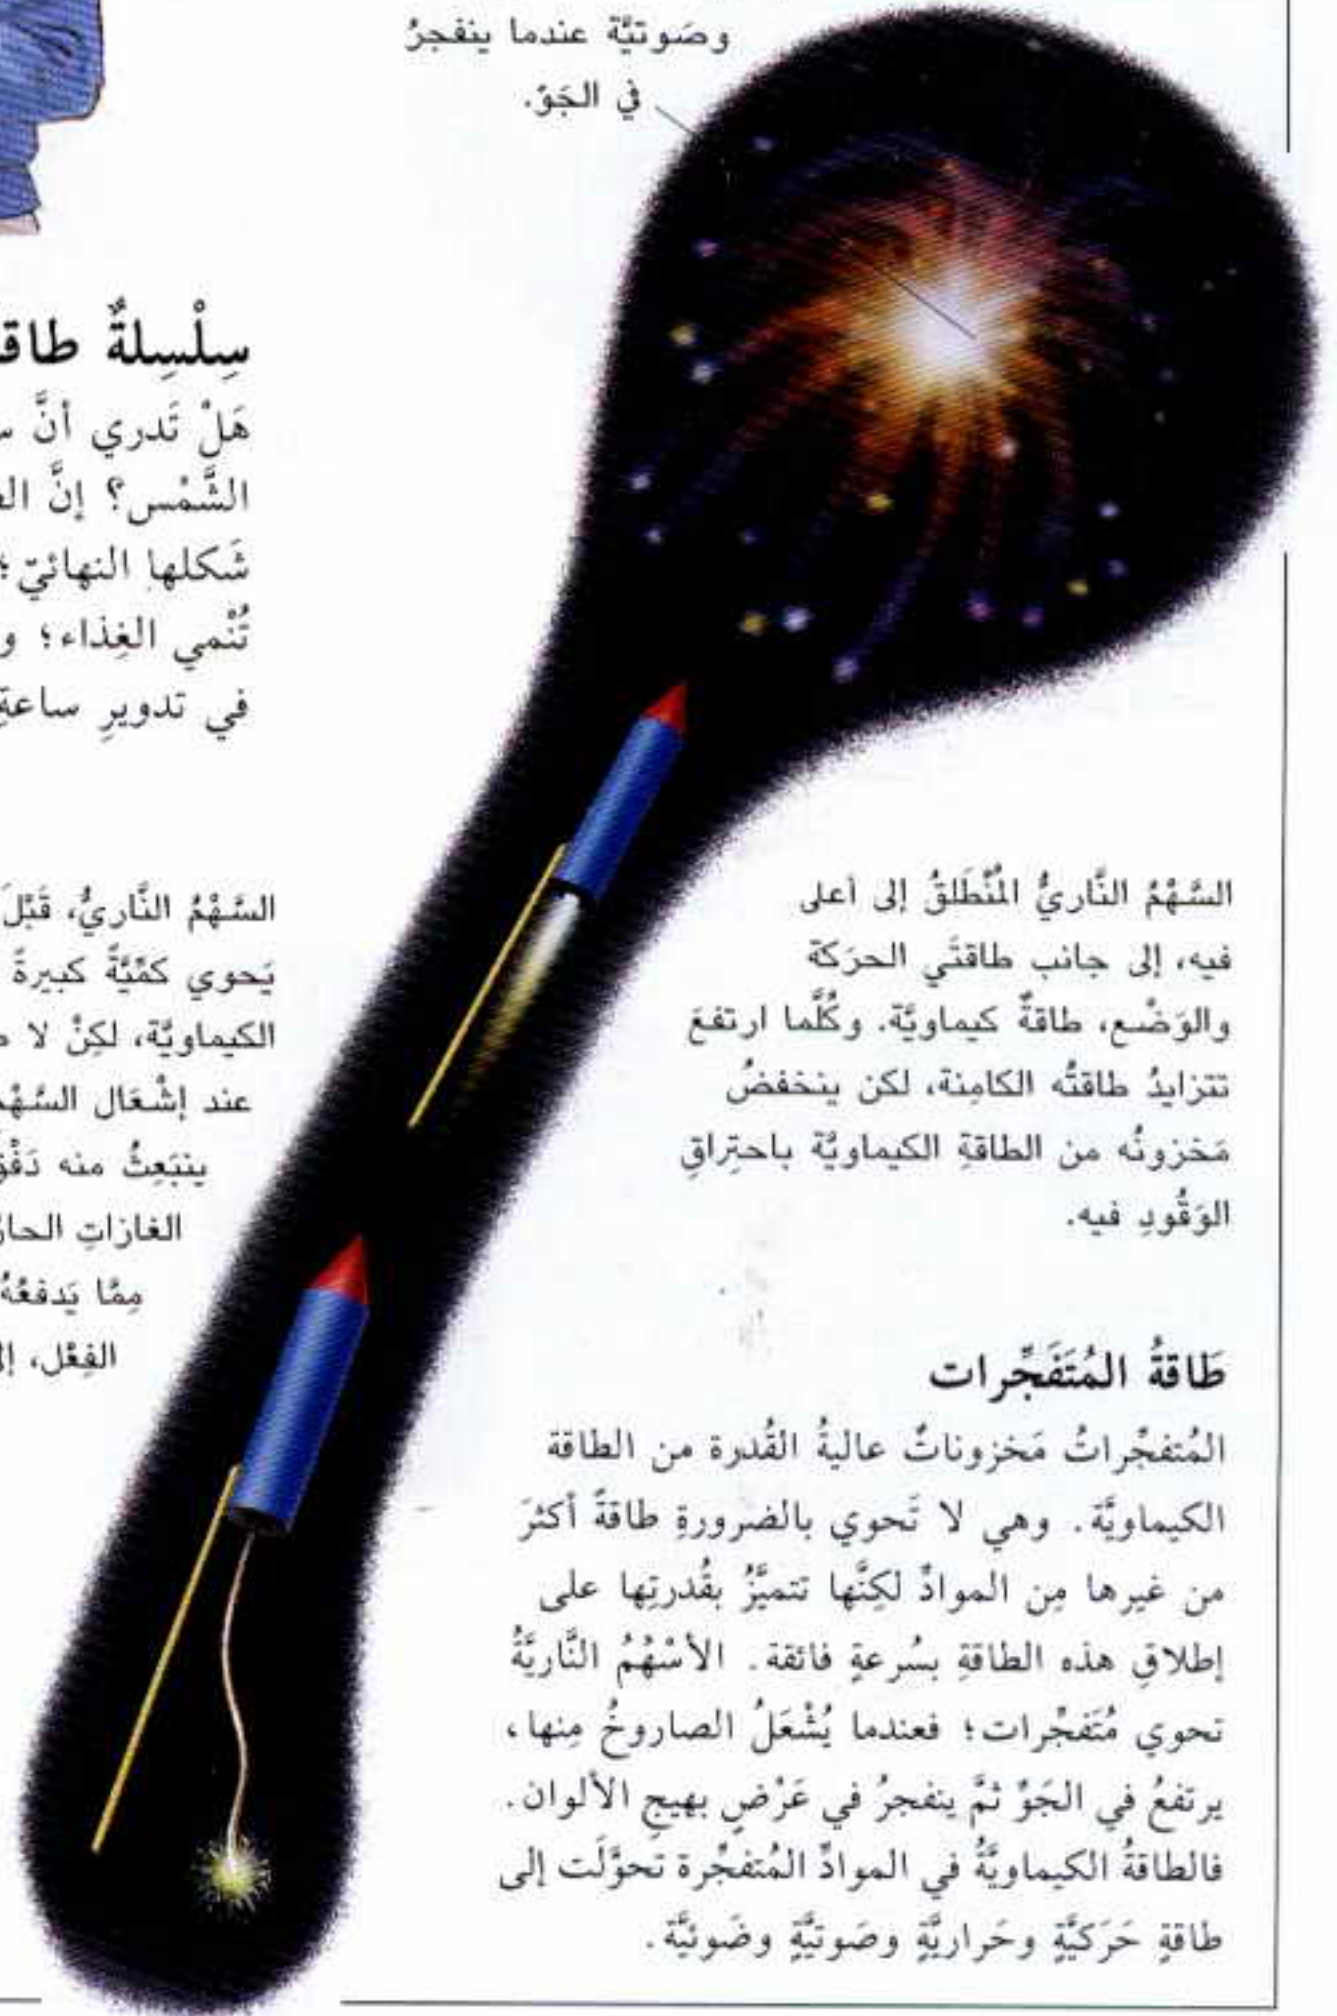 وصَوتيَّة عندما ينفجرُ
في الجَوّ.
السَّهْمُ النَّاريُّ المُنْطَلقُ إلى أعلى
فيه، إلى جانب طاقتَي الحرَكة
والوَضْع، طاقةٌ كيماويَّة. وكُلَّما ارتفعَ
تتزايدُ طاقتُه الكامِنة، لكن ينخفضُ
مَخزونُه من الطاقةِ الكيماويَّة باحتِراقِ
الوَقُودِ فيه.
طَاقةُ المُتَفَجِّرات
المُتفجِّراتُ مَخزوناتٌ عاليةُ القُدرة من الطاقة
الكيماويَّة. وهي لا تَحوي بالضرورةِ طاقةً أكثرَ
من غيرها مِن الموادِّ لكِنَّها تتميَّزُ بقُدرتِها على
إطلاقِ هذه الطاقةِ بسُرعةٍ فائقة. الأسْهُمُ النَّاريَّةُ
تحوي مُتَفجِّرات؛ فعندما يُشْعَلُ الصاروخُ مِنها،
يرتفعُ في الجَوِّ ثمَّ ينفجرُ في عَرْضٍ بهيجِ الألوان.
فالطاقةُ الكيماويَّةُ في الموادِّ المُتفجِّرة تحوَّلَت إلى
طاقةٍ حَرَكيَّةٍ وحَراريَّةٍ وصَوتيَّةٍ وضَوئيَّة.
سِلْسِلةٌ طاقـ
هَلْ تَدري أنَّ
الشَّمْس؟ إنَّ
شَكلها النهائيّ؛
تُنْمي الغِذاء؛ و
في تدويرِ ساعةِ
السَّهْمُ النَّاريُّ، قَبْلَ
يَحوي كمِّيَّةً كبيرةً
الكيماويَّة، لكِنْ لا
عند إشْعَال السَّهْمِ
ينبَعِثُ منه
الغازاتِ
مِمَّا يَدفعُهُ
الفِعْل،